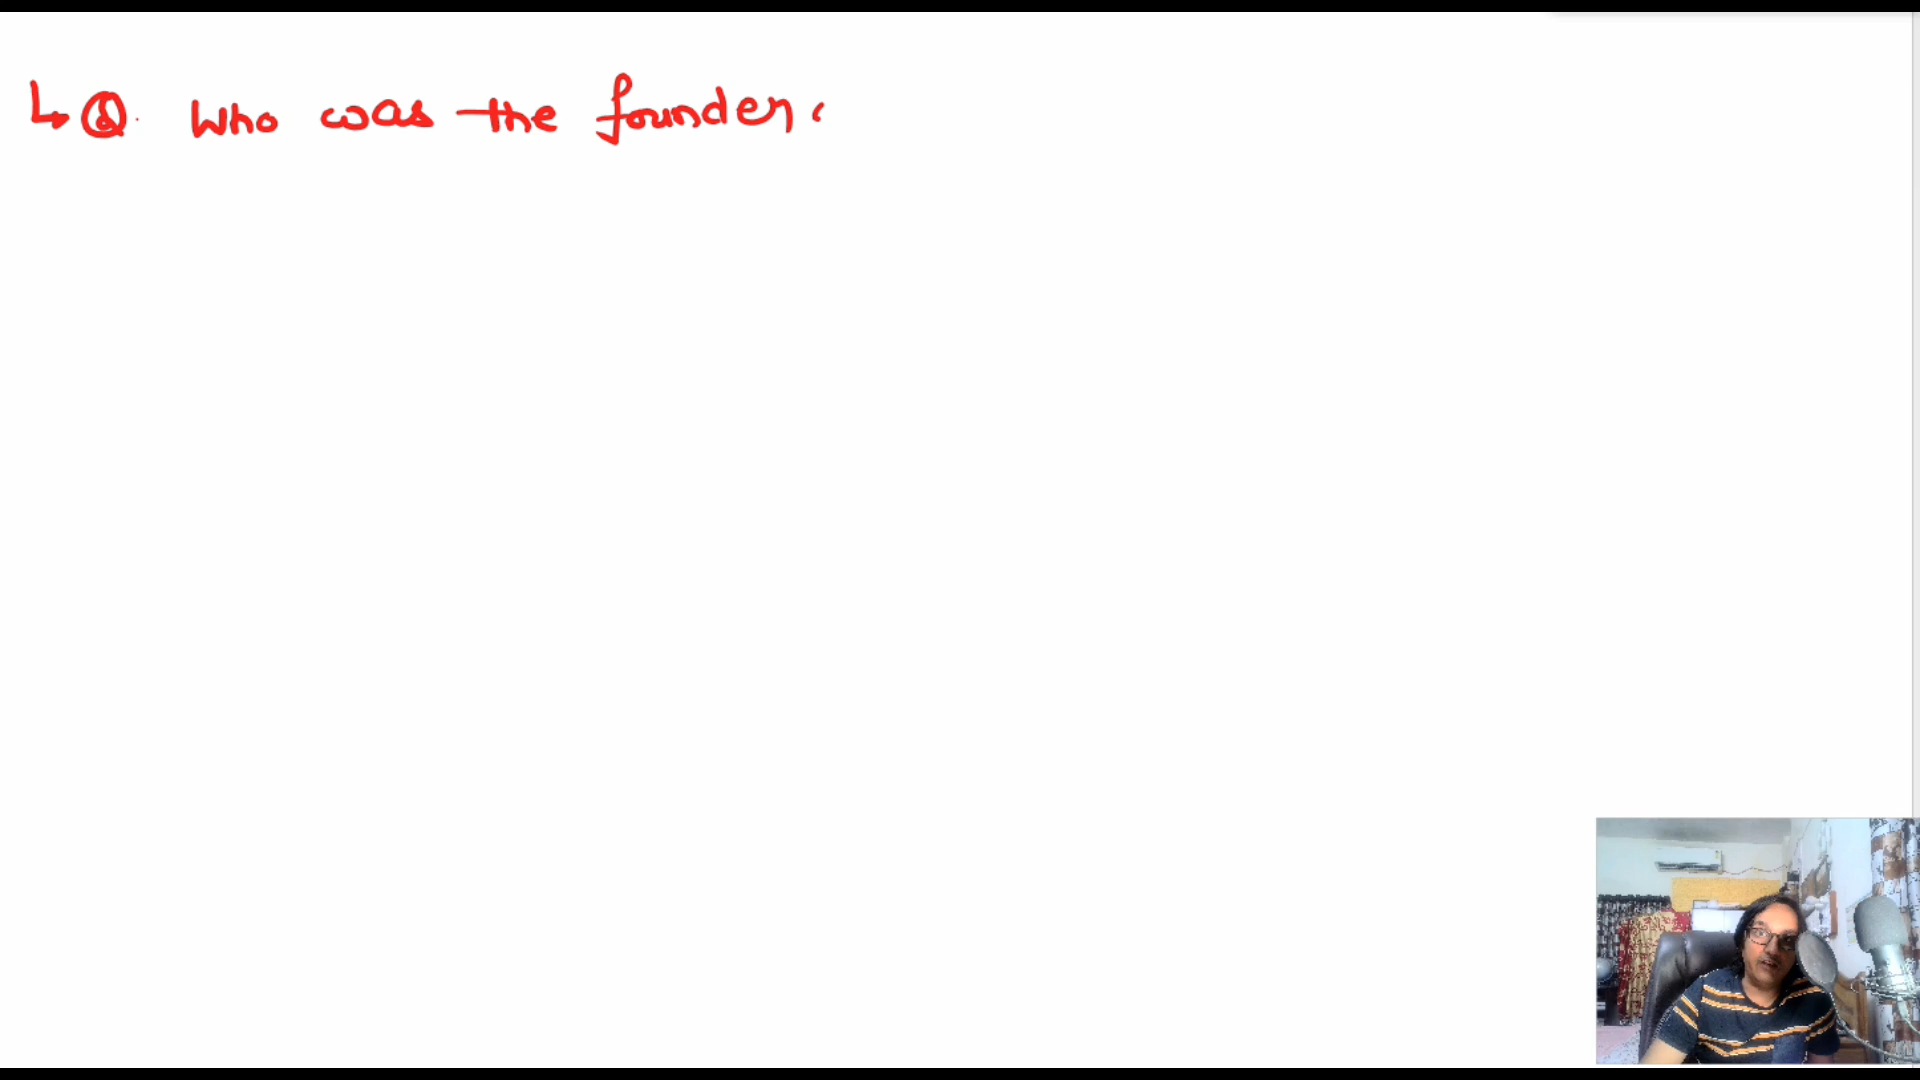 ↳ Q. Who was the founder